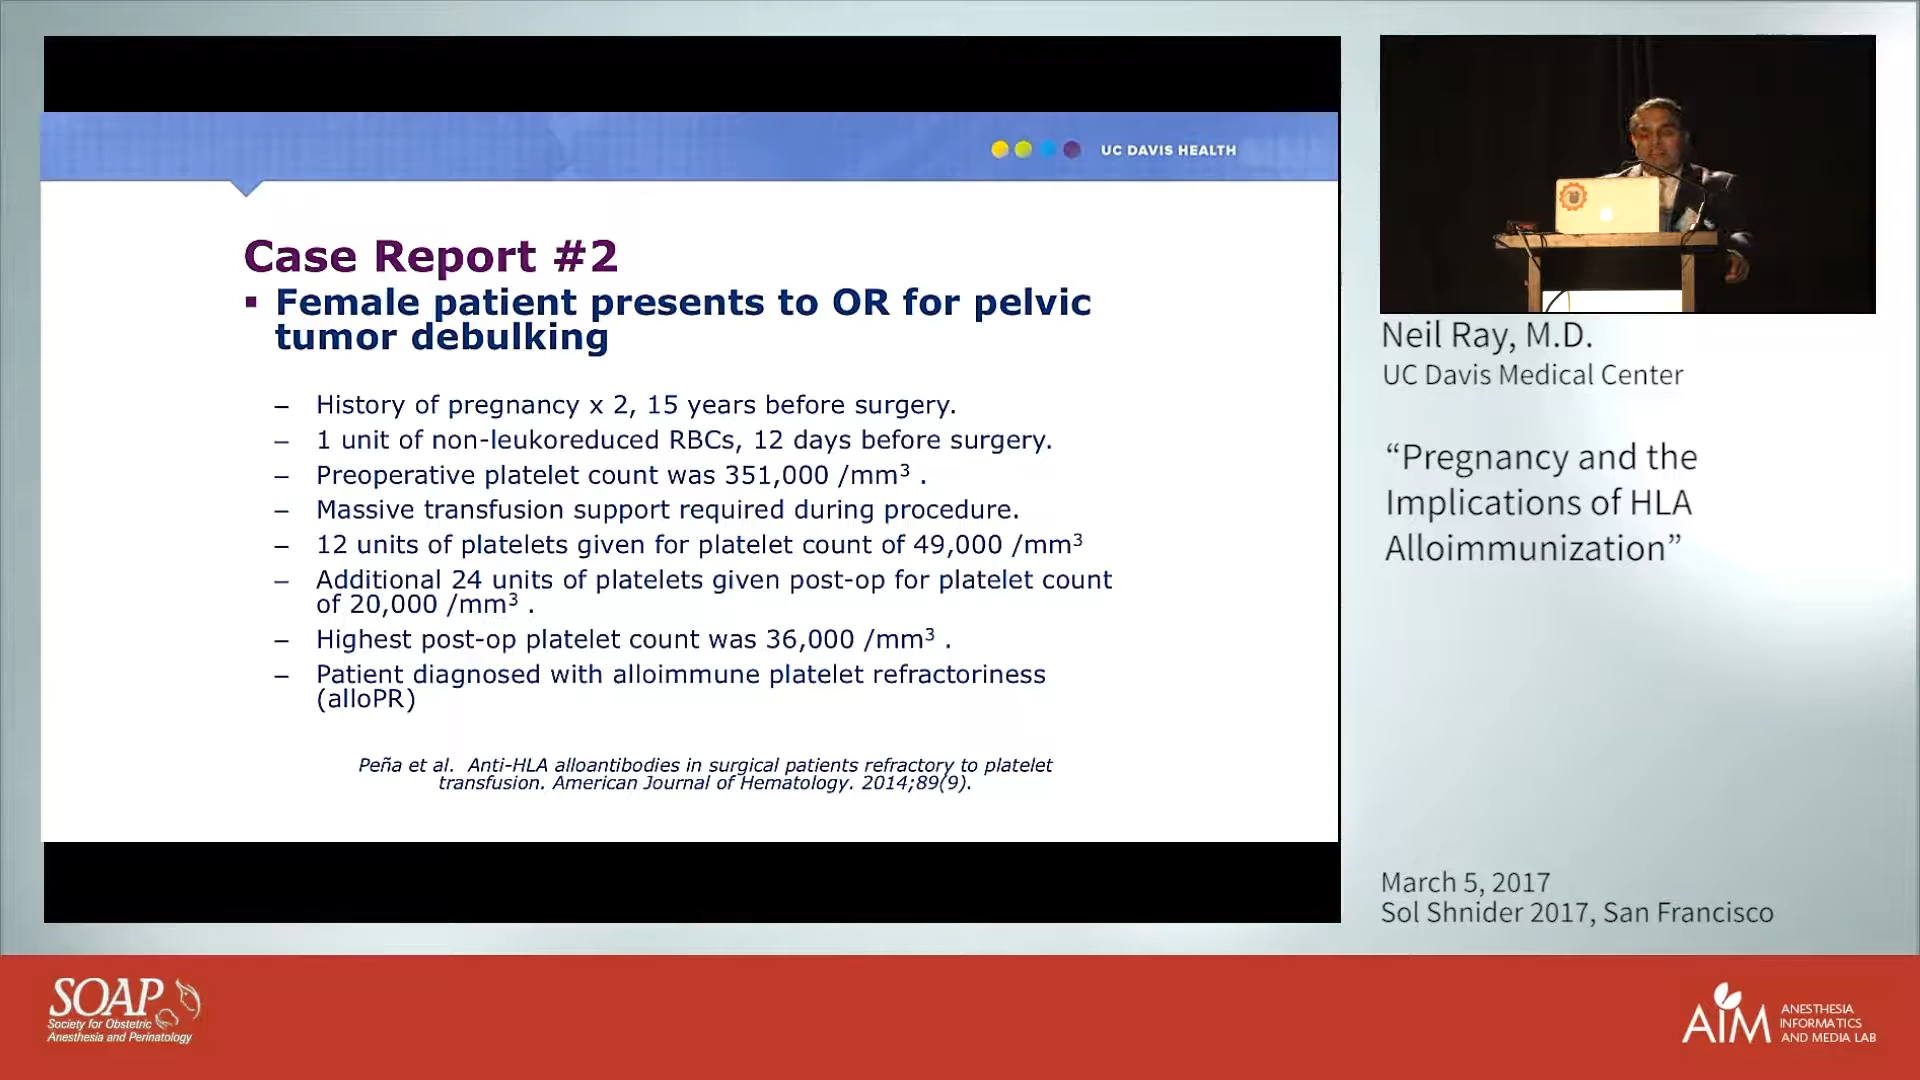 UC DAVIS HEALTH
Case Report #2
▪ Female patient presents to OR for pelvic
tumor debulking
– History of pregnancy x 2, 15 years before surgery.
– 1 unit of non-leukoreduced RBCs, 12 days before surgery.
– Preoperative platelet count was 351,000 /mm³ .
– Massive transfusion support required during procedure.
– 12 units of platelets given for platelet count of 49,000 /mm³
– Additional 24 units of platelets given post-op for platelet count
of 20,000 /mm³ .
– Highest post-op platelet count was 36,000 /mm³ .
– Patient diagnosed with alloimmune platelet refractoriness
(alloPR)
Peña et al. Anti-HLA alloantibodies in surgical patients refractory to platelet
transfusion. American Journal of Hematology. 2014;89(9).
Neil Ray, M.D.
UC Davis Medical Center
“Pregnancy and the
Implications of HLA
Alloimmunization”
March 5, 2017
Sol Shnider 2017, San Francisco
SOAP
Society for Obstetric
Anesthesia and Perinatology
AIM
ANESTHESIA
INFORMATICS
AND MEDIA LAB